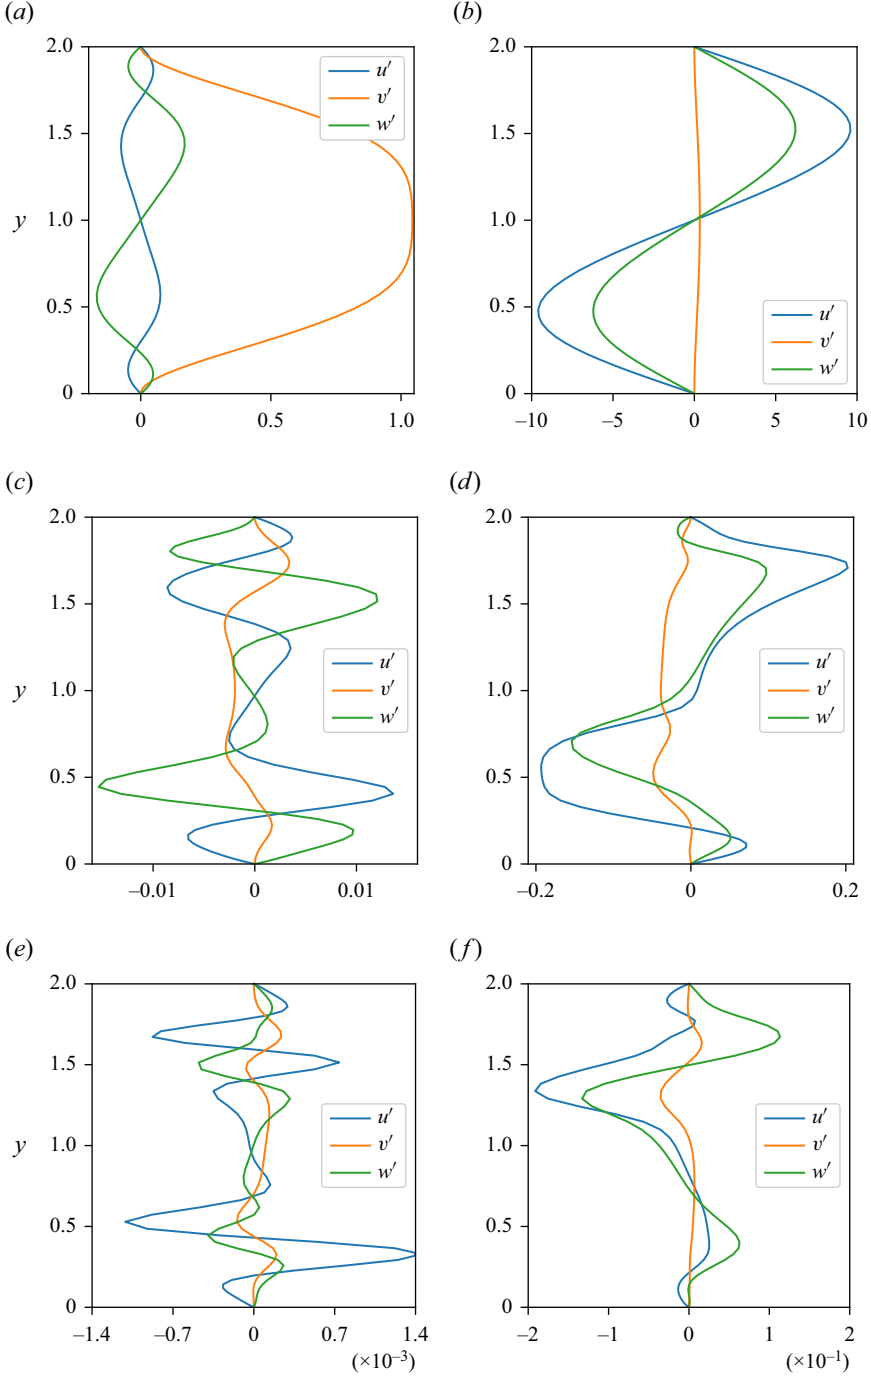 (a)
(b)
2.0
1.5
1.0
0.5
0
y
u′
v′
w′
0
0.5
1.0
2.0
1.5
1.0
0.5
0
u′
v′
w′
–10
–5
0
5
10
(c)
(d)
2.0
1.5
1.0
0.5
0
y
u′
v′
w′
–0.01
0
0.01
2.0
1.5
1.0
0.5
0
u′
v′
w′
–0.2
0
0.2
(e)
(f)
2.0
1.5
1.0
0.5
0
y
u′
v′
w′
–1.4
–0.7
0
0.7
1.4
(×10–3)
2.0
1.5
1.0
0.5
0
u′
v′
w′
–2
–1
0
1
2
(×10–1)